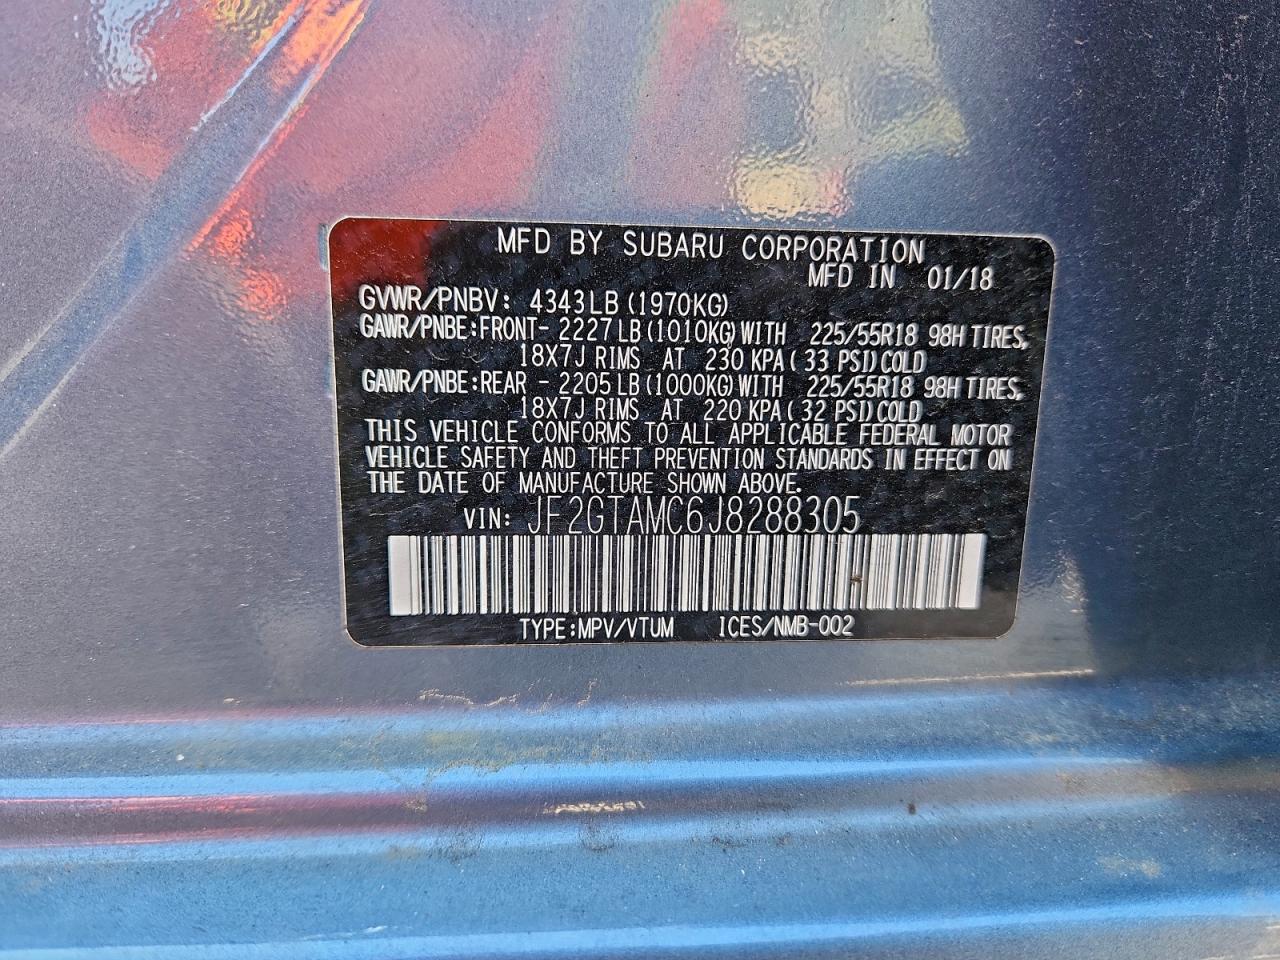 MFD BY SUBARU CORPORATION
MFD IN 01/18
GVWR/PNBV: 4343LB (1970KG)
GAWR/PNBE:FRONT- 2227LB(1010KG)WITH 225/55R18 98H TIRES,
18X7J RIMS AT 230 KPA( 33 PSI)COLD
GAWR/PNBE:REAR - 2205LB(1000KG)WITH 225/55R18 98H TIRES,
18X7J RIMS AT 220 KPA( 32 PSI)COLD
THIS VEHICLE CONFORMS TO ALL APPLICABLE FEDERAL MOTOR
VEHICLE SAFETY AND THEFT PREVENTION STANDARDS IN EFFECT ON
THE DATE OF MANUFACTURE SHOWN ABOVE.
VIN: JF2GTAMC6J8288305
TYPE:MPV/VTUM ICES/NMB-002